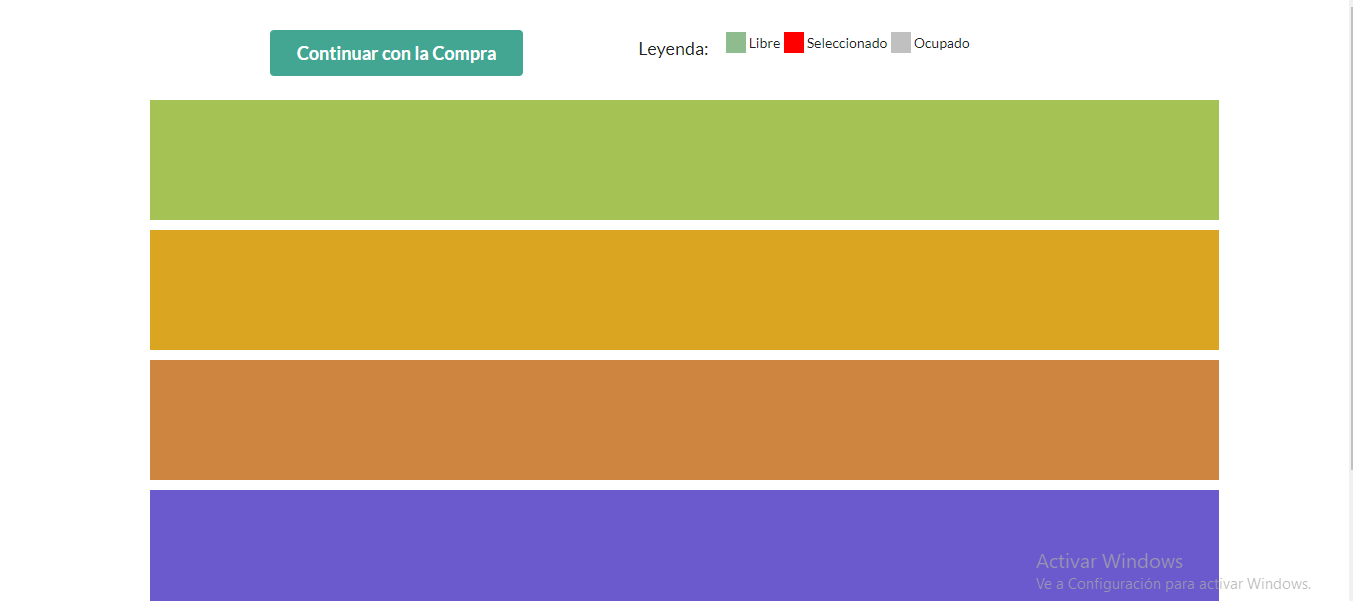 Continuar con la Compra
Leyenda: Libre Seleccionado Ocupado
Activar Windows
Ve a Configuración para activar Windows.